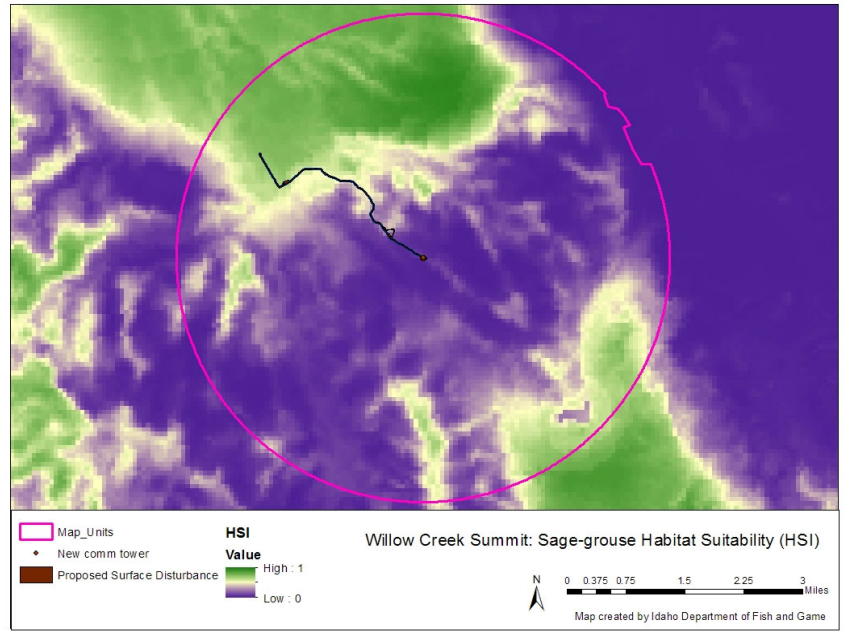 Map_Units
New comm tower
Proposed Surface Disturbance
HSI
Value
High : 1
Low : 0
Willow Creek Summit: Sage-grouse Habitat Suitability (HSI)
N
0 0.375 0.75 1.5 2.25 3
Miles
Map created by Idaho Department of Fish and Game